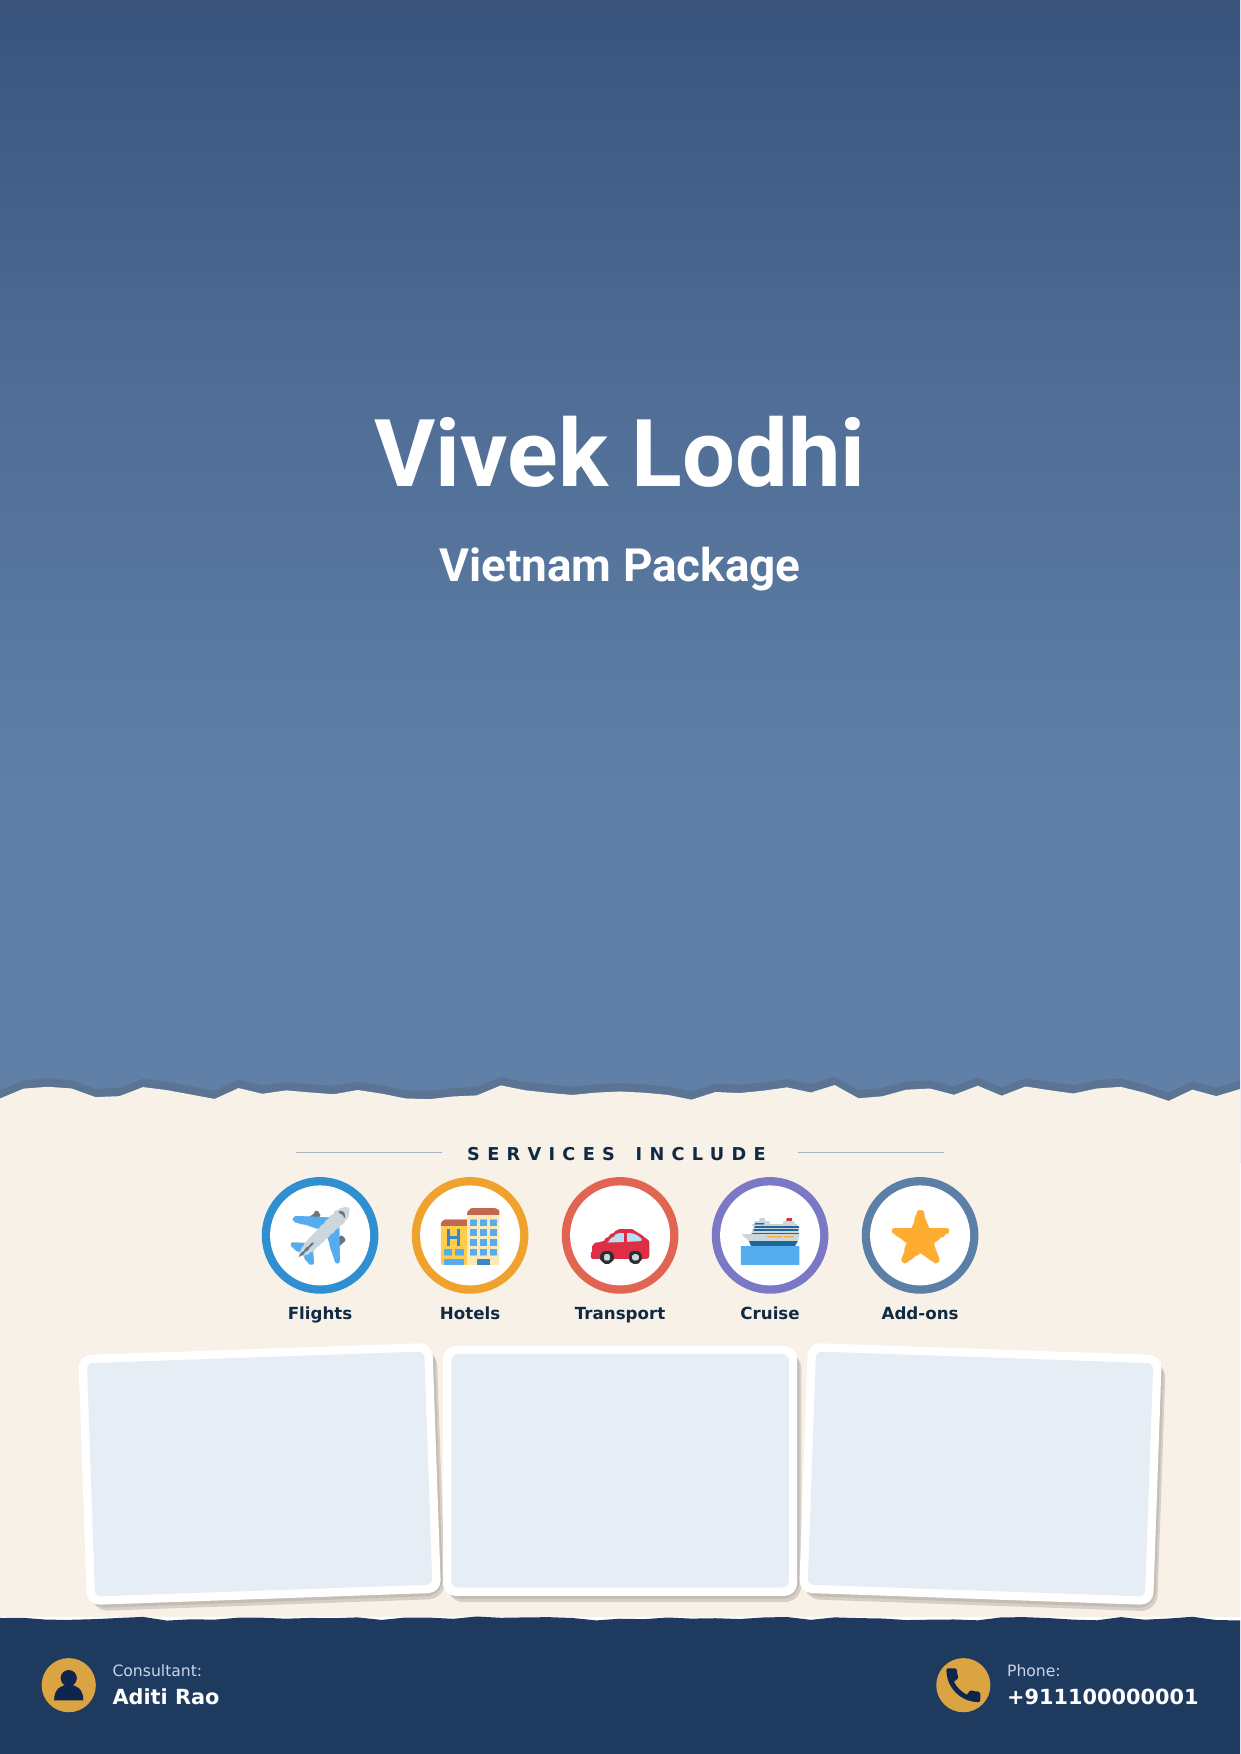 Vivek Lodhi
Vietnam Package
SERVICES INCLUDE
H
Flights
Hotels
Transport
Cruise
Add-ons
Consultant:
Aditi Rao
Phone:
+911100000001